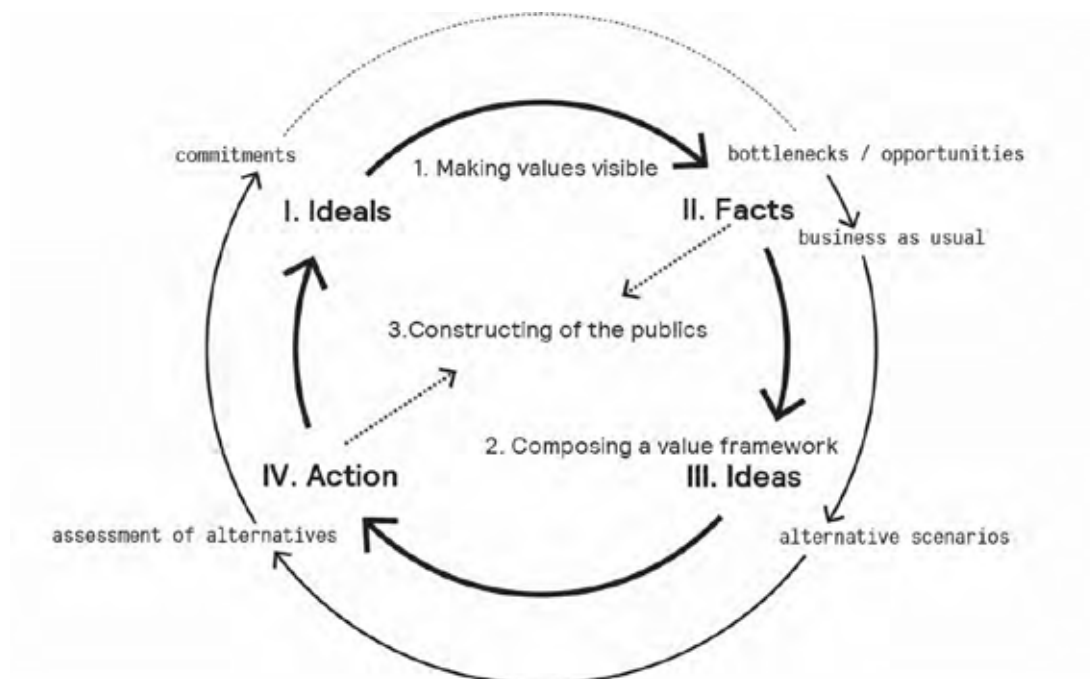 commitments
bottlenecks / opportunities
1. Making values visible
I. Ideals
II. Facts
business as usual
3.Constructing of the publics
2. Composing a value framework
IV. Action
III. Ideas
assessment of alternatives
alternative scenarios